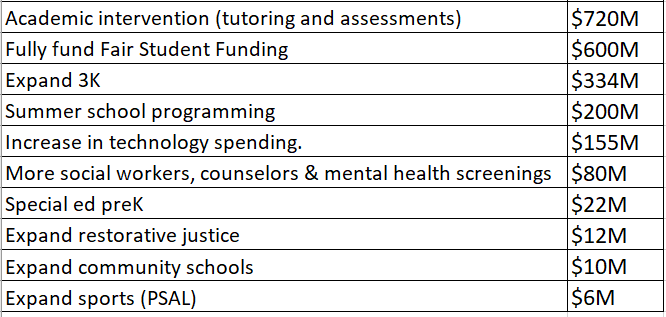 Academic intervention (tutoring and assessments) $720M
Fully fund Fair Student Funding $600M
Expand 3K $334M
Summer school programming $200M
Increase in technology spending. $155M
More social workers, counselors & mental health screenings $80M
Special ed preK $22M
Expand restorative justice $12M
Expand community schools $10M
Expand sports (PSAL) $6M